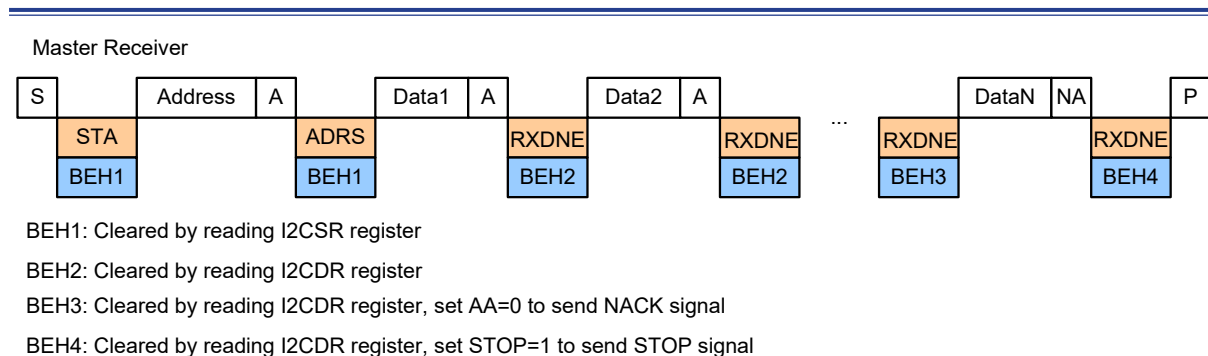 Master Receiver
S Address A Data1 A Data2 A ... DataN NA P
STA ADRS RXDNE RXDNE RXDNE RXDNE
BEH1 BEH1 BEH2 BEH2 BEH3 BEH4
BEH1: Cleared by reading I2CSR register
BEH2: Cleared by reading I2CDR register
BEH3: Cleared by reading I2CDR register, set AA=0 to send NACK signal
BEH4: Cleared by reading I2CDR register, set STOP=1 to send STOP signal